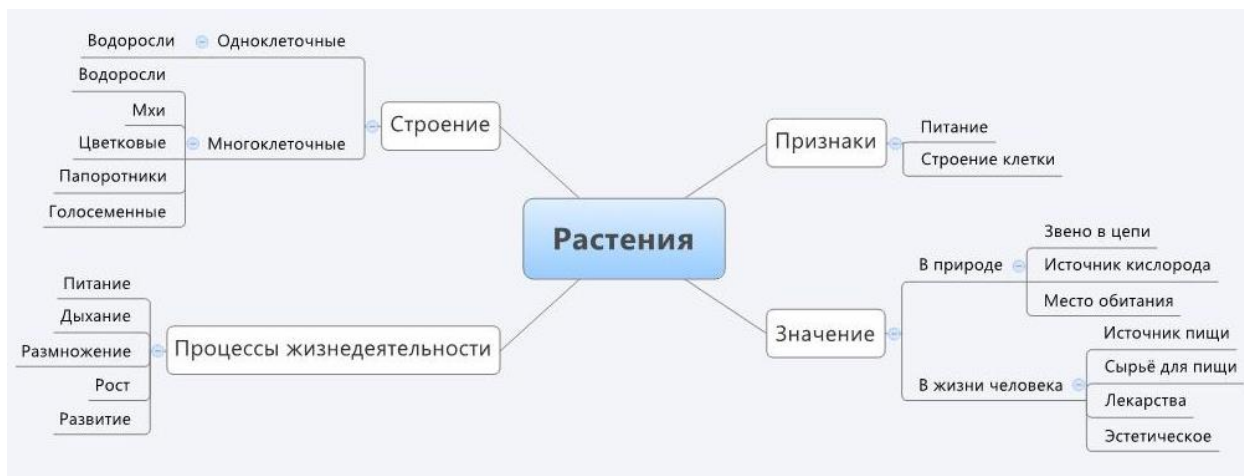 Растения
Строение
Одноклеточные
Водоросли
Многоклеточные
Водоросли
Мхи
Цветковые
Папоротники
Голосеменные
Процессы жизнедеятельности
Питание
Дыхание
Размножение
Рост
Развитие
Признаки
Питание
Строение клетки
Значение
В природе
Звено в цепи
Источник кислорода
Место обитания
В жизни человека
Источник пищи
Сырьё для пищи
Лекарства
Эстетическое